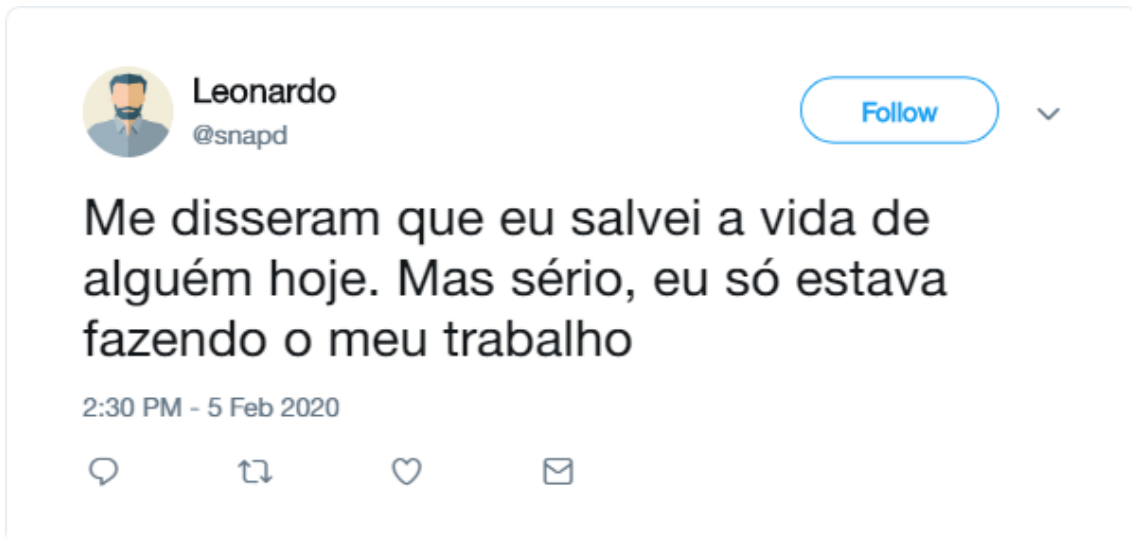 Leonardo
@snapd
Follow
Me disseram que eu salvei a vida de
alguém hoje. Mas sério, eu só estava
fazendo o meu trabalho
2:30 PM - 5 Feb 2020